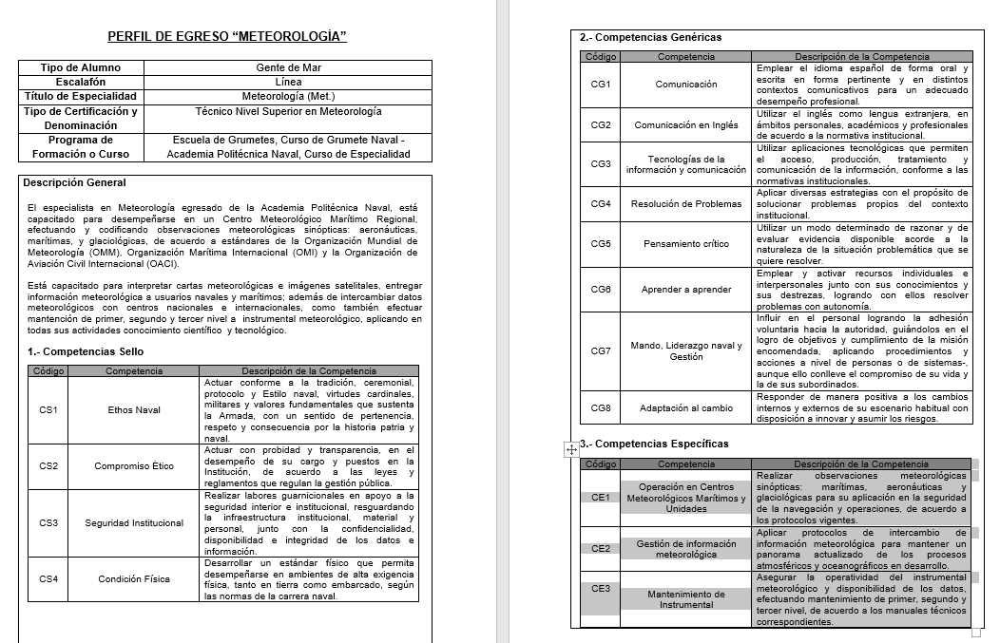 PERFIL DE EGRESO “METEOROLOGÍA”
Tipo de Alumno
Gente de Mar
Escalafón
Línea
Título de Especialidad
Meteorología (Met.)
Tipo de Certificación y
Denominación
Técnico Nivel Superior en Meteorología
Programa de
Formación o Curso
Escuela de Grumetes, Curso de Grumete Naval -
Academia Politécnica Naval, Curso de Especialidad
Descripción General
El especialista en Meteorología egresado de la Academia Politécnica Naval, está
capacitado para desempeñarse en un Centro Meteorológico Marítimo Regional,
efectuando y codificando observaciones meteorológicas sinópticas: aeronáuticas,
marítimas, y glaciológicas, de acuerdo a estándares de la Organización Mundial de
Meteorología (OMM), Organización Marítima Internacional (OMI) y la Organización de
Aviación Civil Internacional (OACI).
Está capacitado para interpretar cartas meteorológicas e imágenes satelitales, entregar
información meteorológica a usuarios navales y marítimos; además de intercambiar datos
meteorológicos con centros nacionales e internacionales, como también efectuar
mantención de primer, segundo y tercer nivel a instrumental meteorológico, aplicando en
todas sus actividades conocimiento científico y tecnológico.
1.- Competencias Sello
Código
Competencia
Descripción de la Competencia
CS1
Ethos Naval
Actuar conforme a la tradición, ceremonial,
protocolo y Estilo naval, virtudes cardinales,
militares y valores fundamentales que sustenta
la Armada, con un sentido de pertenencia,
respeto y consecuencia por la historia patria y
naval.
CS2
Compromiso Ético
Actuar con probidad y transparencia, en el
desempeño de su cargo y puestos en la
Institución, de acuerdo a las leyes y
reglamentos que regulan la gestión pública.
CS3
Seguridad Institucional
Realizar labores guarnicionales en apoyo a la
seguridad interior e institucional, resguardando
la infraestructura institucional, material y
personal, junto con la confidencialidad,
disponibilidad e integridad de los datos e
información.
CS4
Condición Física
Desarrollar un estándar físico que permita
desempeñarse en ambientes de alta exigencia
física, tanto en tierra como embarcado, según
las normas de la carrera naval.
2.- Competencias Genéricas
Código
Competencia
Descripción de la Competencia
CG1
Comunicación
Emplear el idioma español de forma oral y
escrita en forma pertinente y en distintos
contextos comunicativos para un adecuado
desempeño profesional.
CG2
Comunicación en Inglés
Utilizar el inglés como lengua extranjera, en
ámbitos personales, académicos y profesionales
de acuerdo a la normativa institucional.
CG3
Tecnologías de la
información y comunicación
Utilizar aplicaciones tecnológicas que permiten
el acceso, producción, tratamiento y
comunicación de la información, conforme a las
normativas institucionales.
CG4
Resolución de Problemas
Aplicar diversas estrategias con el propósito de
solucionar problemas propios del contexto
institucional.
CG5
Pensamiento crítico
Utilizar un modo determinado de razonar y de
evaluar evidencia disponible acorde a la
naturaleza de la situación problemática que se
quiere resolver.
CG6
Aprender a aprender
Emplear y activar recursos individuales e
interpersonales junto con sus conocimientos y
sus destrezas, logrando con ellos resolver
problemas con autonomía.
CG7
Mando, Liderazgo naval y
Gestión
Influir en el personal logrando la adhesión
voluntaria hacia la autoridad, guiándolos en el
logro de objetivos y cumplimiento de la misión
encomendada, aplicando procedimientos y
acciones a nivel de personas o de sistemas-,
aunque ello conlleve el compromiso de su vida y
la de sus subordinados.
CG8
Adaptación al cambio
Responder de manera positiva a los cambios
internos y externos de su escenario habitual con
disposición a innovar y asumir los riesgos.
3.- Competencias Específicas
Código
Competencia
Descripción de la Competencia
CE1
Operación en Centros
Meteorológicos Marítimos y
Unidades
Realizar observaciones meteorológicas
sinópticas: marítimas, aeronáuticas y
glaciológicas para su aplicación en la seguridad
de la navegación y operaciones, de acuerdo a
los protocolos vigentes.
CE2
Gestión de información
meteorológica
Aplicar protocolos de intercambio de
información meteorológica para mantener un
panorama actualizado de los procesos
atmosféricos y oceanográficos en desarrollo.
CE3
Mantenimiento de
Instrumental
Asegurar la operatividad del instrumental
meteorológico y disponibilidad de los datos,
efectuando mantenimiento de primer, segundo y
tercer nivel, de acuerdo a los manuales técnicos
correspondientes.